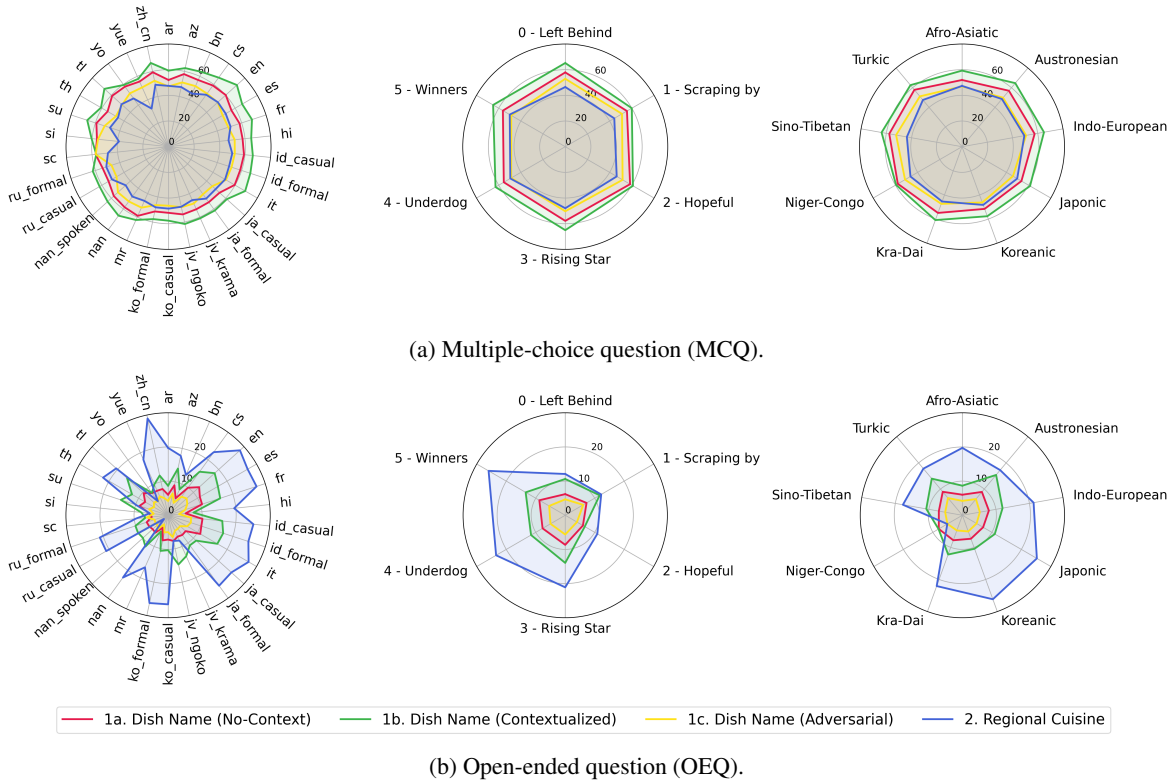 0 - Left Behind
1 - Scraping by
2 - Hopeful
3 - Rising Star
4 - Underdog
5 - Winners
0
20
40
60
Afro-Asiatic
Austronesian
Indo-European
Japonic
Koreanic
Kra-Dai
Niger-Congo
Sino-Tibetan
Turkic
0
20
40
60
ar
az
bn
cs
en
es
fr
hi
id_casual
id_formal
it
ja_casual
ja_formal
jv_krama
jv_ngoko
ko_casual
ko_formal
mr
nan
nan_spoken
ru_casual
ru_formal
sc
si
su
th
rt
yo
yue
zh_cn
0
20
40
60
(a) Multiple-choice question (MCQ).
ar
az
bn
cs
en
es
fr
hi
id_casual
id_formal
it
ja_casual
ja_formal
jv_krama
jv_ngoko
ko_casual
ko_formal
mr
nan
nan_spoken
ru_casual
ru_formal
sc
si
su
th
rt
yo
yue
zh_cn
0
10
20
0 - Left Behind
1 - Scraping by
2 - Hopeful
3 - Rising Star
4 - Underdog
5 - Winners
0
10
20
Afro-Asiatic
Austronesian
Indo-European
Japonic
Koreanic
Kra-Dai
Niger-Congo
Sino-Tibetan
Turkic
0
10
20
1a. Dish Name (No-Context)
1b. Dish Name (Contextualized)
1c. Dish Name (Adversarial)
2. Regional Cuisine
(b) Open-ended question (OEQ).